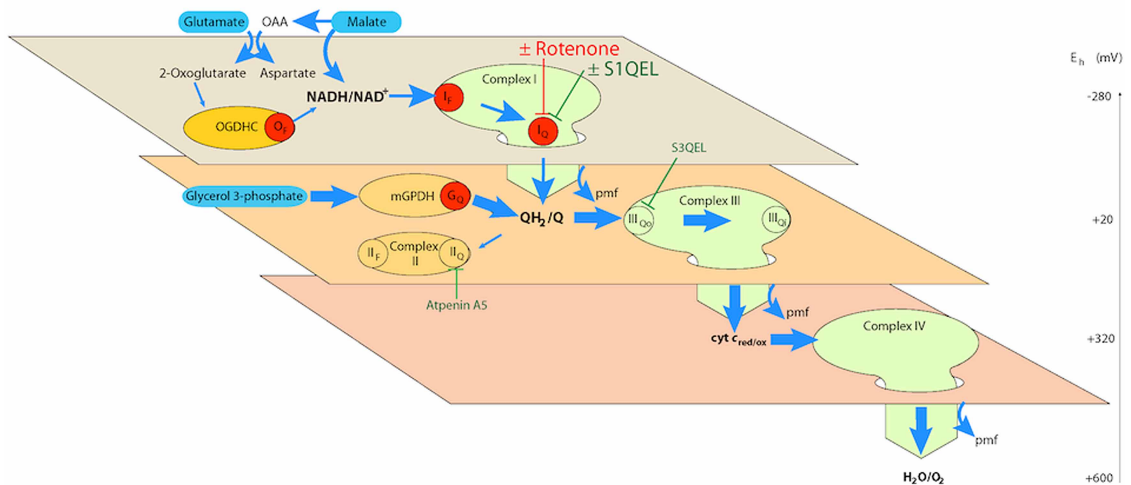 Glutamate
OAA
Malate
± Rotenone
± S1QEL
E h (mV)
2-Oxoglutarate
Aspartate
Complex I
NADH/NAD+
IF
-280
OGDHC
OF
IQ
S3QEL
Glycerol 3-phosphate
mGPDH
GQ
pmf
QH2/Q
Complex III
IIIQo
IIIQi
+20
IIF
Complex
II
IIQ
Atpenin A5
pmf
cyt c red/ox
Complex IV
+320
pmf
H2O/O2
+600